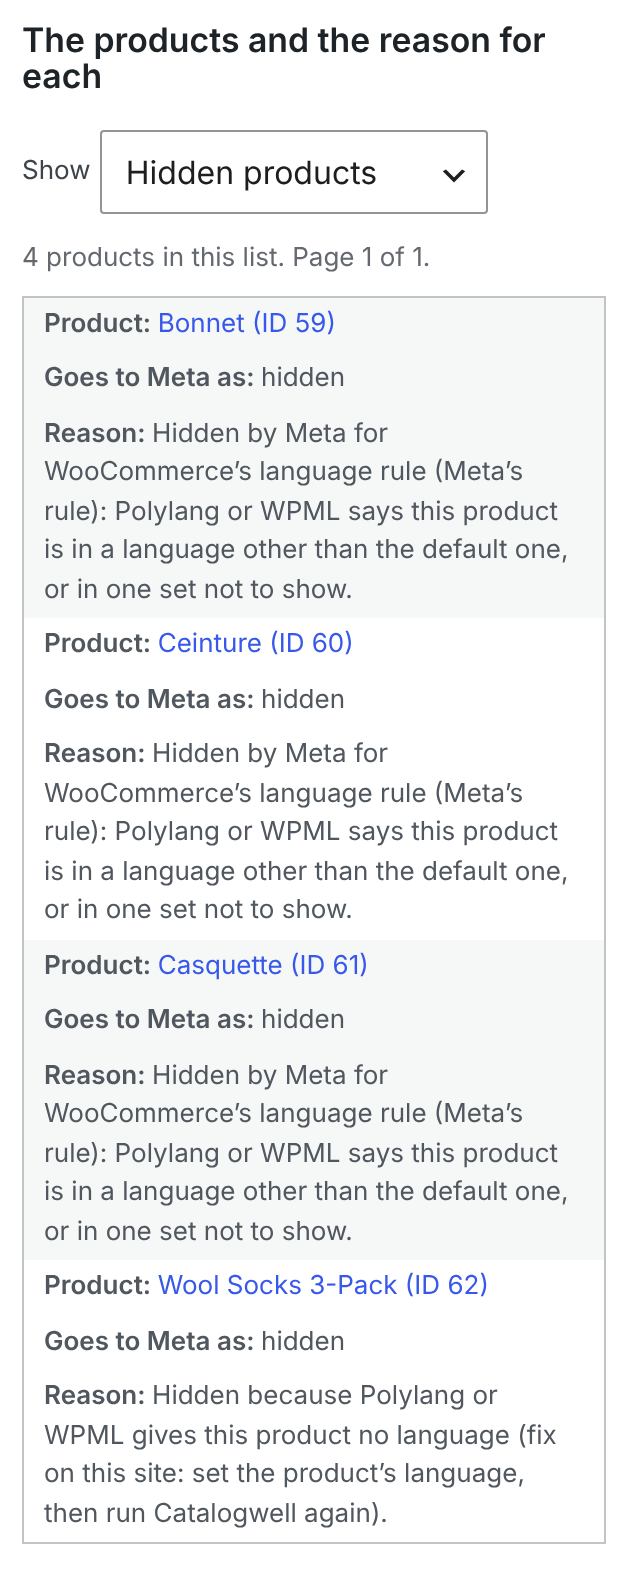 The products and the reason for
each
Show Hidden products
4 products in this list. Page 1 of 1.
Product: Bonnet (ID 59)
Goes to Meta as: hidden
Reason: Hidden by Meta for
WooCommerce’s language rule (Meta’s
rule): Polylang or WPML says this product
is in a language other than the default one,
or in one set not to show.
Product: Ceinture (ID 60)
Goes to Meta as: hidden
Reason: Hidden by Meta for
WooCommerce’s language rule (Meta’s
rule): Polylang or WPML says this product
is in a language other than the default one,
or in one set not to show.
Product: Casquette (ID 61)
Goes to Meta as: hidden
Reason: Hidden by Meta for
WooCommerce’s language rule (Meta’s
rule): Polylang or WPML says this product
is in a language other than the default one,
or in one set not to show.
Product: Wool Socks 3-Pack (ID 62)
Goes to Meta as: hidden
Reason: Hidden because Polylang or
WPML gives this product no language (fix
on this site: set the product’s language,
then run Catalogwell again).